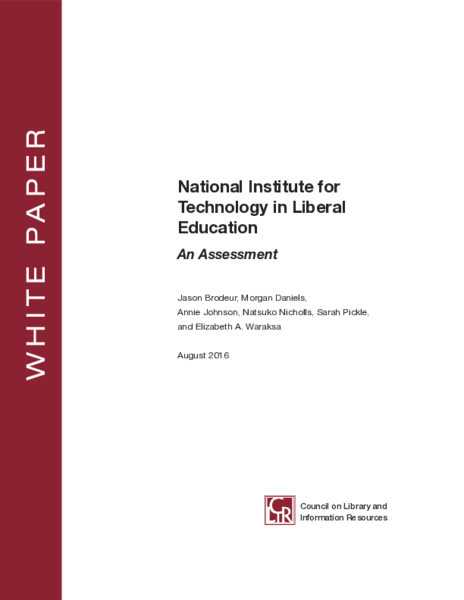 WHITE PAPER
National Institute for
Technology in Liberal
Education
An Assessment
Jason Brodeur, Morgan Daniels,
Annie Johnson, Natsuko Nicholls, Sarah Pickle,
and Elizabeth A. Waraksa
August 2016
CLIR
Council on Library and
Information Resources